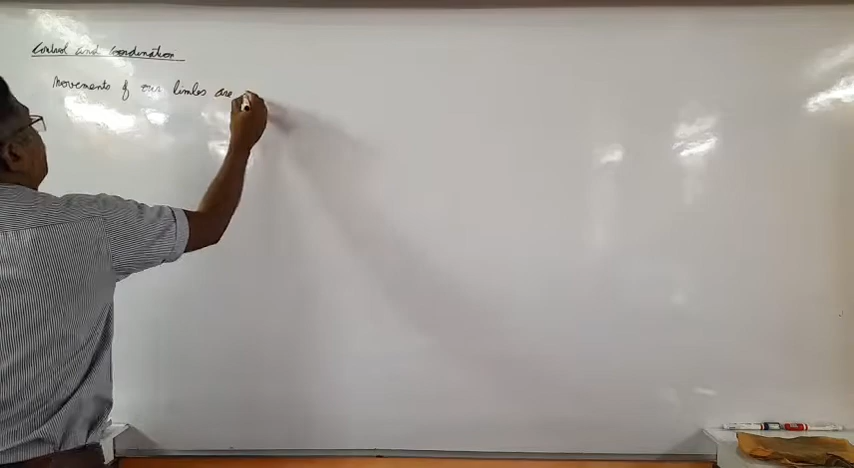 Control and Coordination
Movements of our limbs are